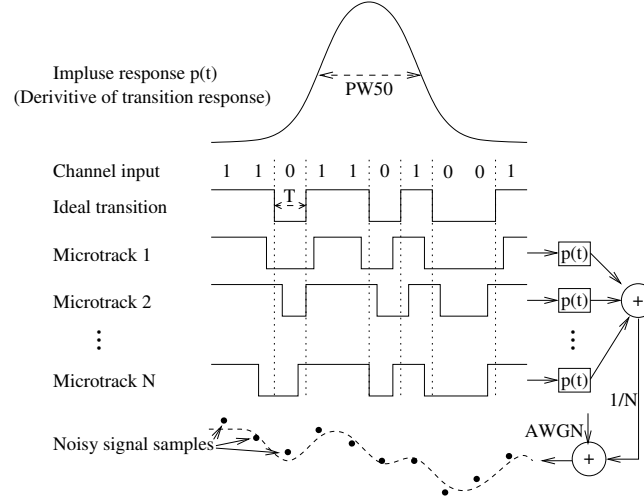 Impluse response p(t)
(Derivitive of transition response)
PW50
Channel input 1 1 0 1 1 0 1 0 0 1
Ideal transition T
Microtrack 1 p(t)
Microtrack 2 p(t) +
Microtrack N p(t)
1/N
AWGN
Noisy signal samples +